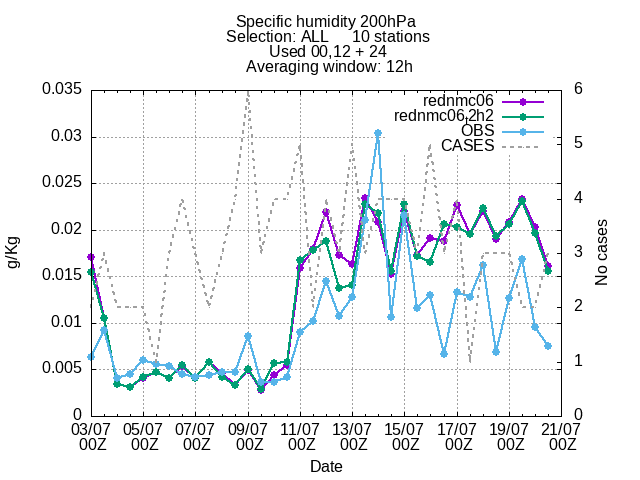 Specific humidity 200hPa
Selection: ALL 10 stations
Used 00,12 + 24
Averaging window: 12h
rednmc06
rednmc06j2h2
OBS
CASES
0.035
0.03
0.025
0.02
0.015
0.01
0.005
0
g/Kg
6
5
4
3
2
1
0
No cases
03/07 05/07 07/07 09/07 11/07 13/07 15/07 17/07 19/07 21/07
00Z 00Z 00Z 00Z 00Z 00Z 00Z 00Z 00Z 00Z
Date